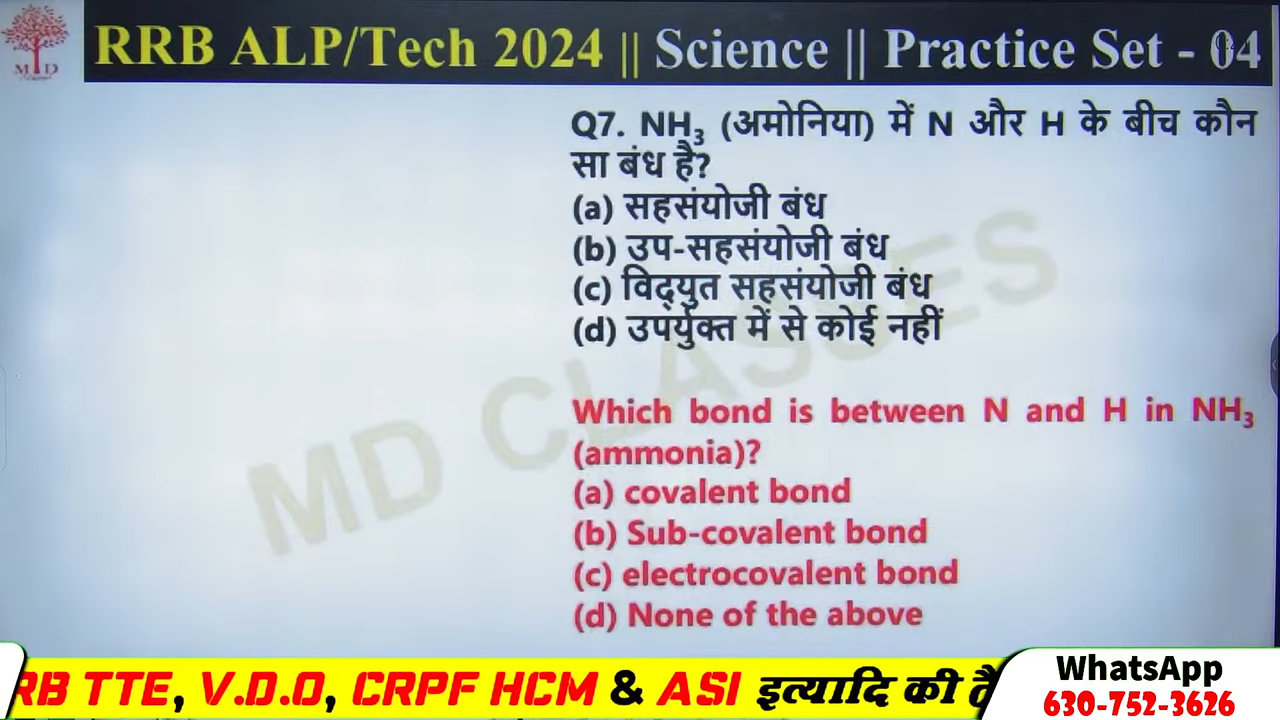 RRB ALP/Tech 2024 || Science || Practice Set - 04
MD
Q7. NH₃ (अमोनिया) में N और H के बीच कौन
सा बंध है?
(a) सहसंयोजी बंध
(b) उप-सहसंयोजी बंध
(c) विद्युत सहसंयोजी बंध
(d) उपर्युक्त में से कोई नहीं
MD CLASSES
Which bond is between N and H in NH₃
(ammonia)?
(a) covalent bond
(b) Sub-covalent bond
(c) electrocovalent bond
(d) None of the above
RB TTE, V.D.O, CRPF HCM & ASI इत्यादि की
WhatsApp
630-752-3626